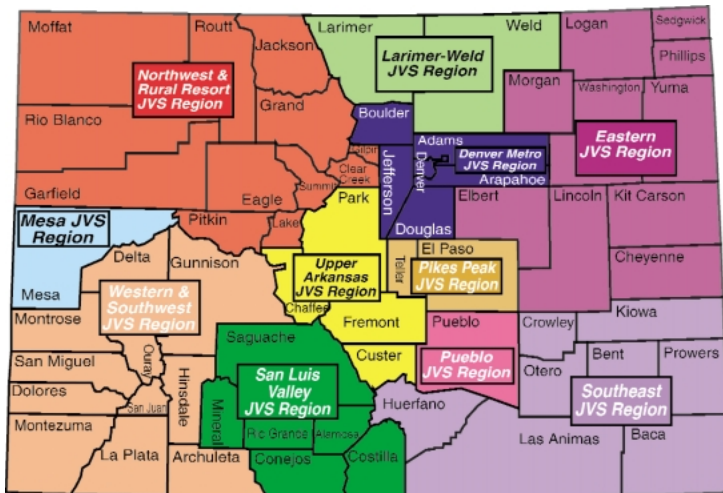 Moffat
Routt
Jackson
Larimer
Weld
Logan
Sedgwick
Phillips
Northwest &
Rural Resort
JVS Region
Larimer-Weld
JVS Region
Morgan
Washington
Yuma
Rio Blanco
Grand
Boulder
Eastern
JVS Region
Gilpin
Adams
Denver
Denver Metro
JVS Region
Clear
Creek
Jefferson
Arapahoe
Garfield
Eagle
Summit
Park
Douglas
Elbert
Lincoln
Kit Carson
Mesa JVS
Region
Pitkin
Lake
Delta
Gunnison
Teller
El Paso
Cheyenne
Upper
Arkansas
JVS Region
Pikes Peak
JVS Region
Mesa
Western &
Southwest
JVS Region
Chaffee
Kiowa
Montrose
Fremont
Pueblo
Crowley
Saguache
Ouray
San Miguel
Custer
Pueblo
JVS Region
Otero
Bent
Prowers
Dolores
San Juan
Hinsdale
San Luis
Valley
JVS Region
Southeast
JVS Region
Mineral
Huerfano
Montezuma
Rio Grande
Alamosa
Las Animas
Baca
La Plata
Archuleta
Conejos
Costilla